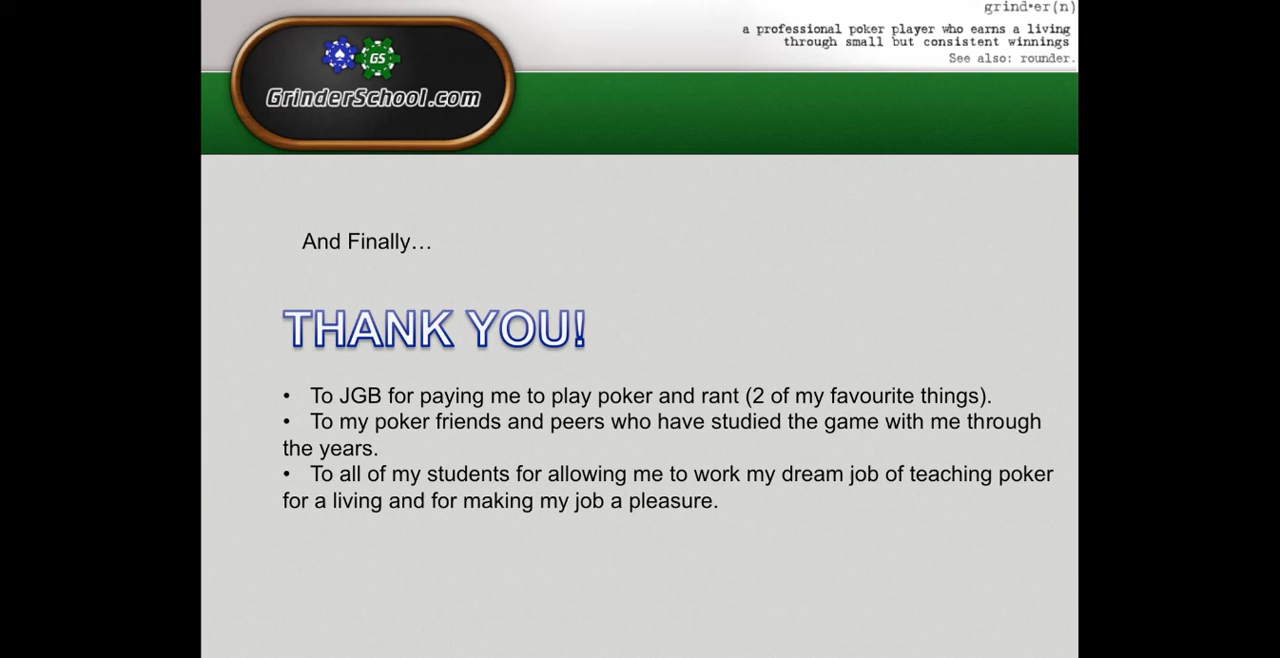 grind•er(n)
a professional poker player who earns a living
through small but consistent winnings
See also: rounder.
GS
GrinderSchool.com
And Finally…
THANK YOU!
• To JGB for paying me to play poker and rant (2 of my favourite things).
• To my poker friends and peers who have studied the game with me through
the years.
• To all of my students for allowing me to work my dream job of teaching poker
for a living and for making my job a pleasure.